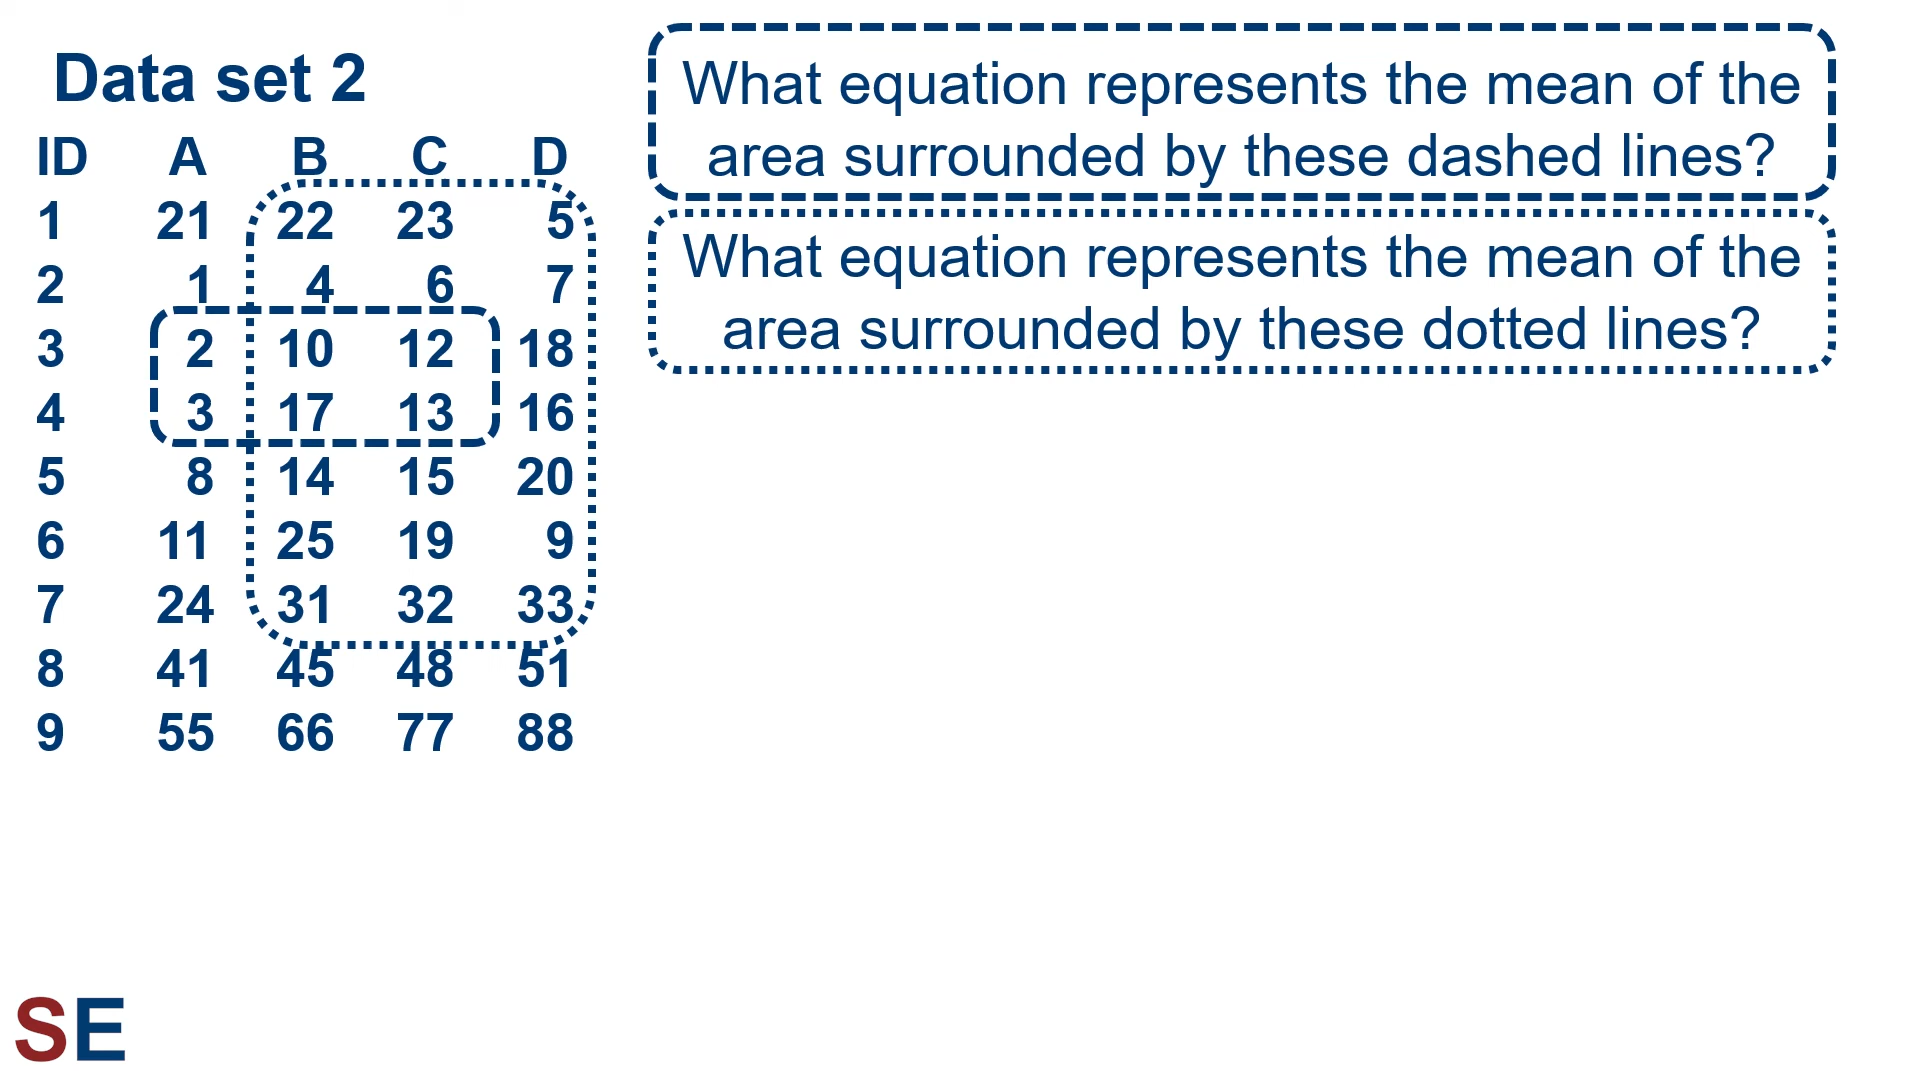 Data set 2
ID A B C D
1 21 22 23 5
2 1 4 6 7
3 2 10 12 18
4 3 17 13 16
5 8 14 15 20
6 11 25 19 9
7 24 31 32 33
8 41 45 48 51
9 55 66 77 88
What equation represents the mean of the
area surrounded by these dashed lines?
What equation represents the mean of the
area surrounded by these dotted lines?
SE